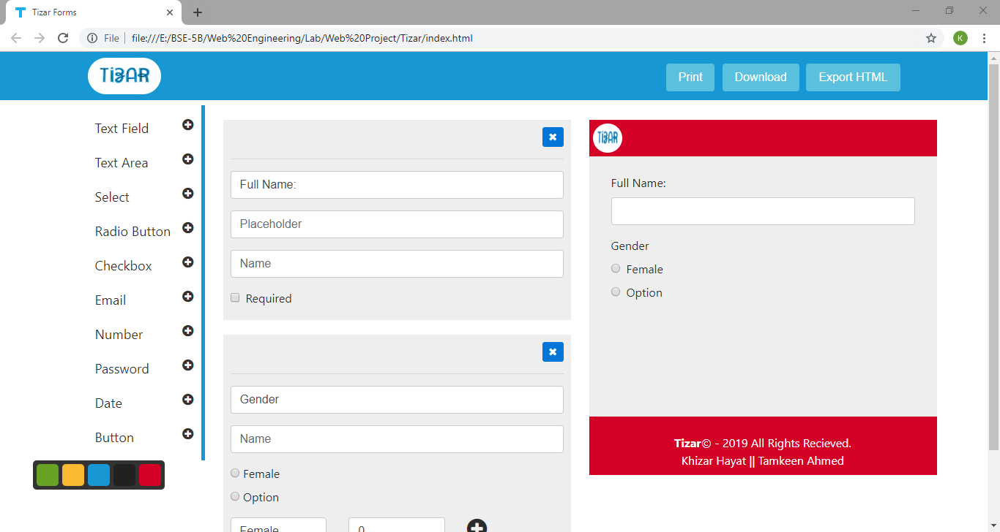 Tizar Forms
File
file:///E:/BSE-5B/Web%20Engineering/Lab/Web%20Project/Tizar/index.html
K
TiZAR
Print
Download
Export HTML
Text Field
Text Area
Select
Radio Button
Checkbox
Email
Number
Password
Date
Button
Full Name:
Placeholder
Name
Required
Gender
Name
Female
Option
Female
0
TiZAR
Full Name:
Gender
Female
Option
Tizar© - 2019 All Rights Recieved.
Khizar Hayat || Tamkeen Ahmed